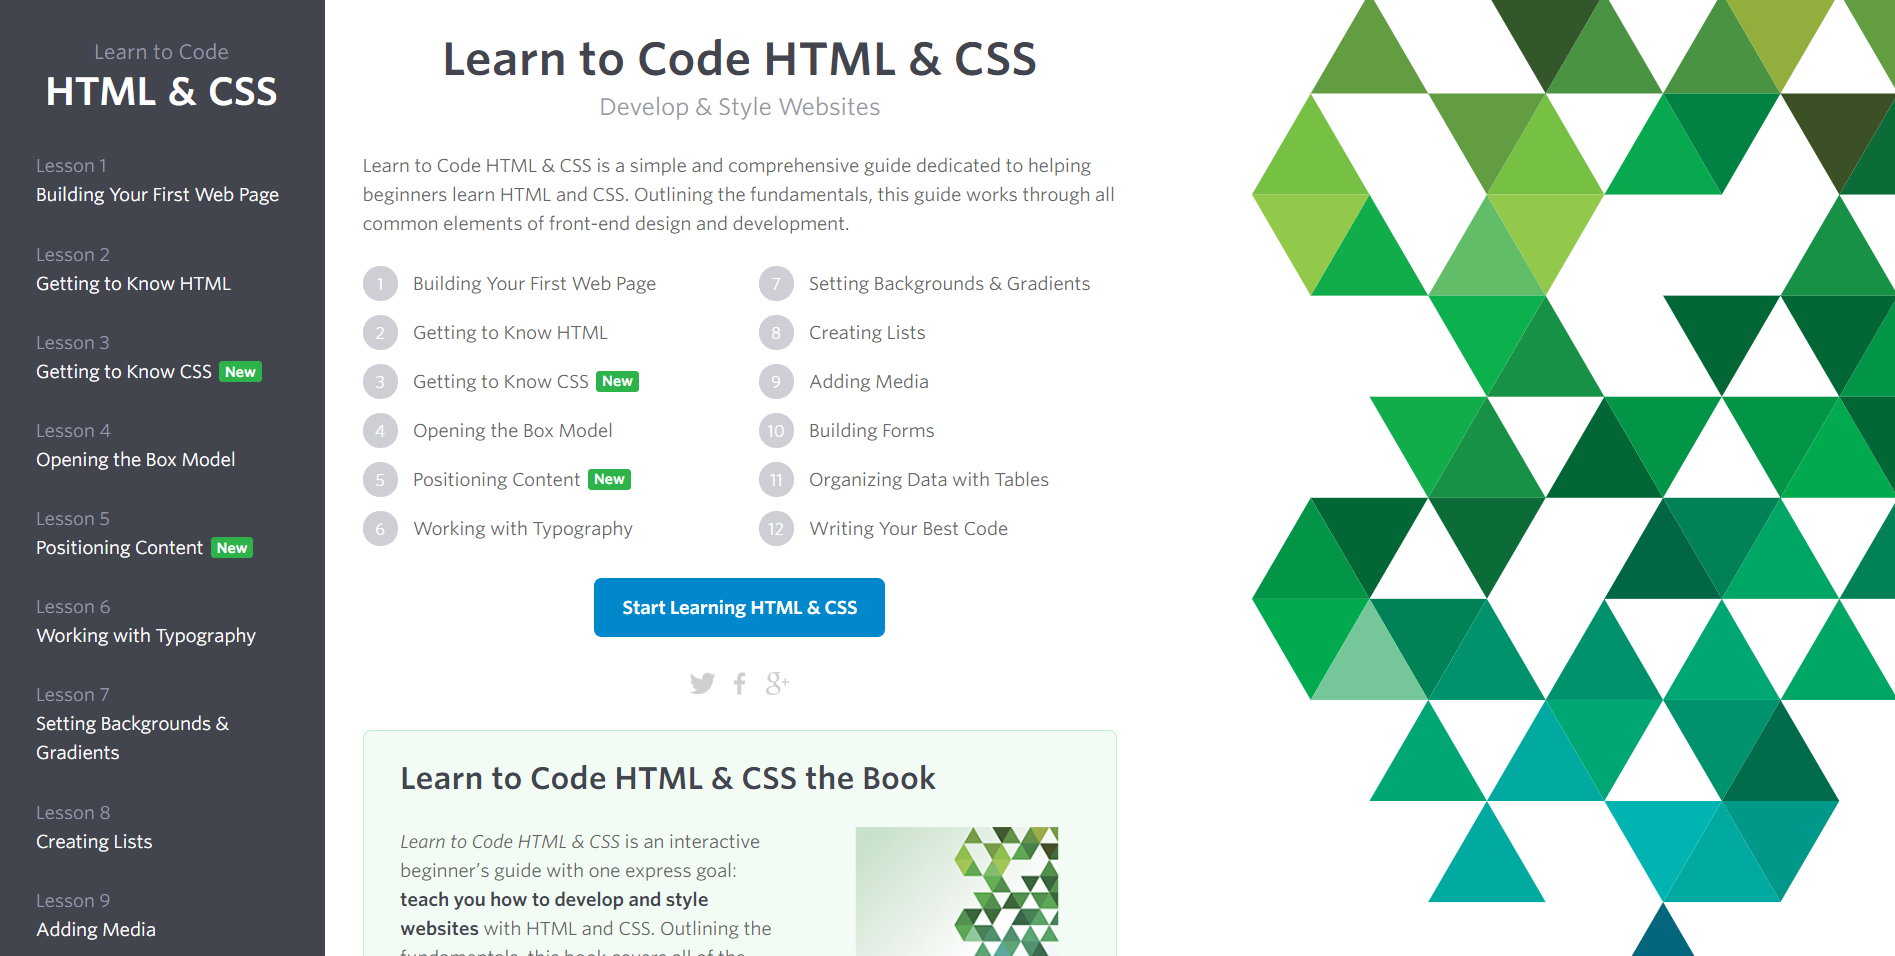 Learn to Code
HTML & CSS
Lesson 1
Building Your First Web Page
Lesson 2
Getting to Know HTML
Lesson 3
Getting to Know CSS New
Lesson 4
Opening the Box Model
Lesson 5
Positioning Content New
Lesson 6
Working with Typography
Lesson 7
Setting Backgrounds &
Gradients
Lesson 8
Creating Lists
Lesson 9
Adding Media
Learn to Code HTML & CSS
Develop & Style Websites
Learn to Code HTML & CSS is a simple and comprehensive guide dedicated to helping
beginners learn HTML and CSS. Outlining the fundamentals, this guide works through all
common elements of front-end design and development.
1 Building Your First Web Page
2 Getting to Know HTML
3 Getting to Know CSS New
4 Opening the Box Model
5 Positioning Content New
6 Working with Typography
7 Setting Backgrounds & Gradients
8 Creating Lists
9 Adding Media
10 Building Forms
11 Organizing Data with Tables
12 Writing Your Best Code
Start Learning HTML & CSS
Learn to Code HTML & CSS the Book
Learn to Code HTML & CSS is an interactive
beginner's guide with one express goal:
teach you how to develop and style
websites with HTML and CSS. Outlining the
fundamentals, this book covers all of the